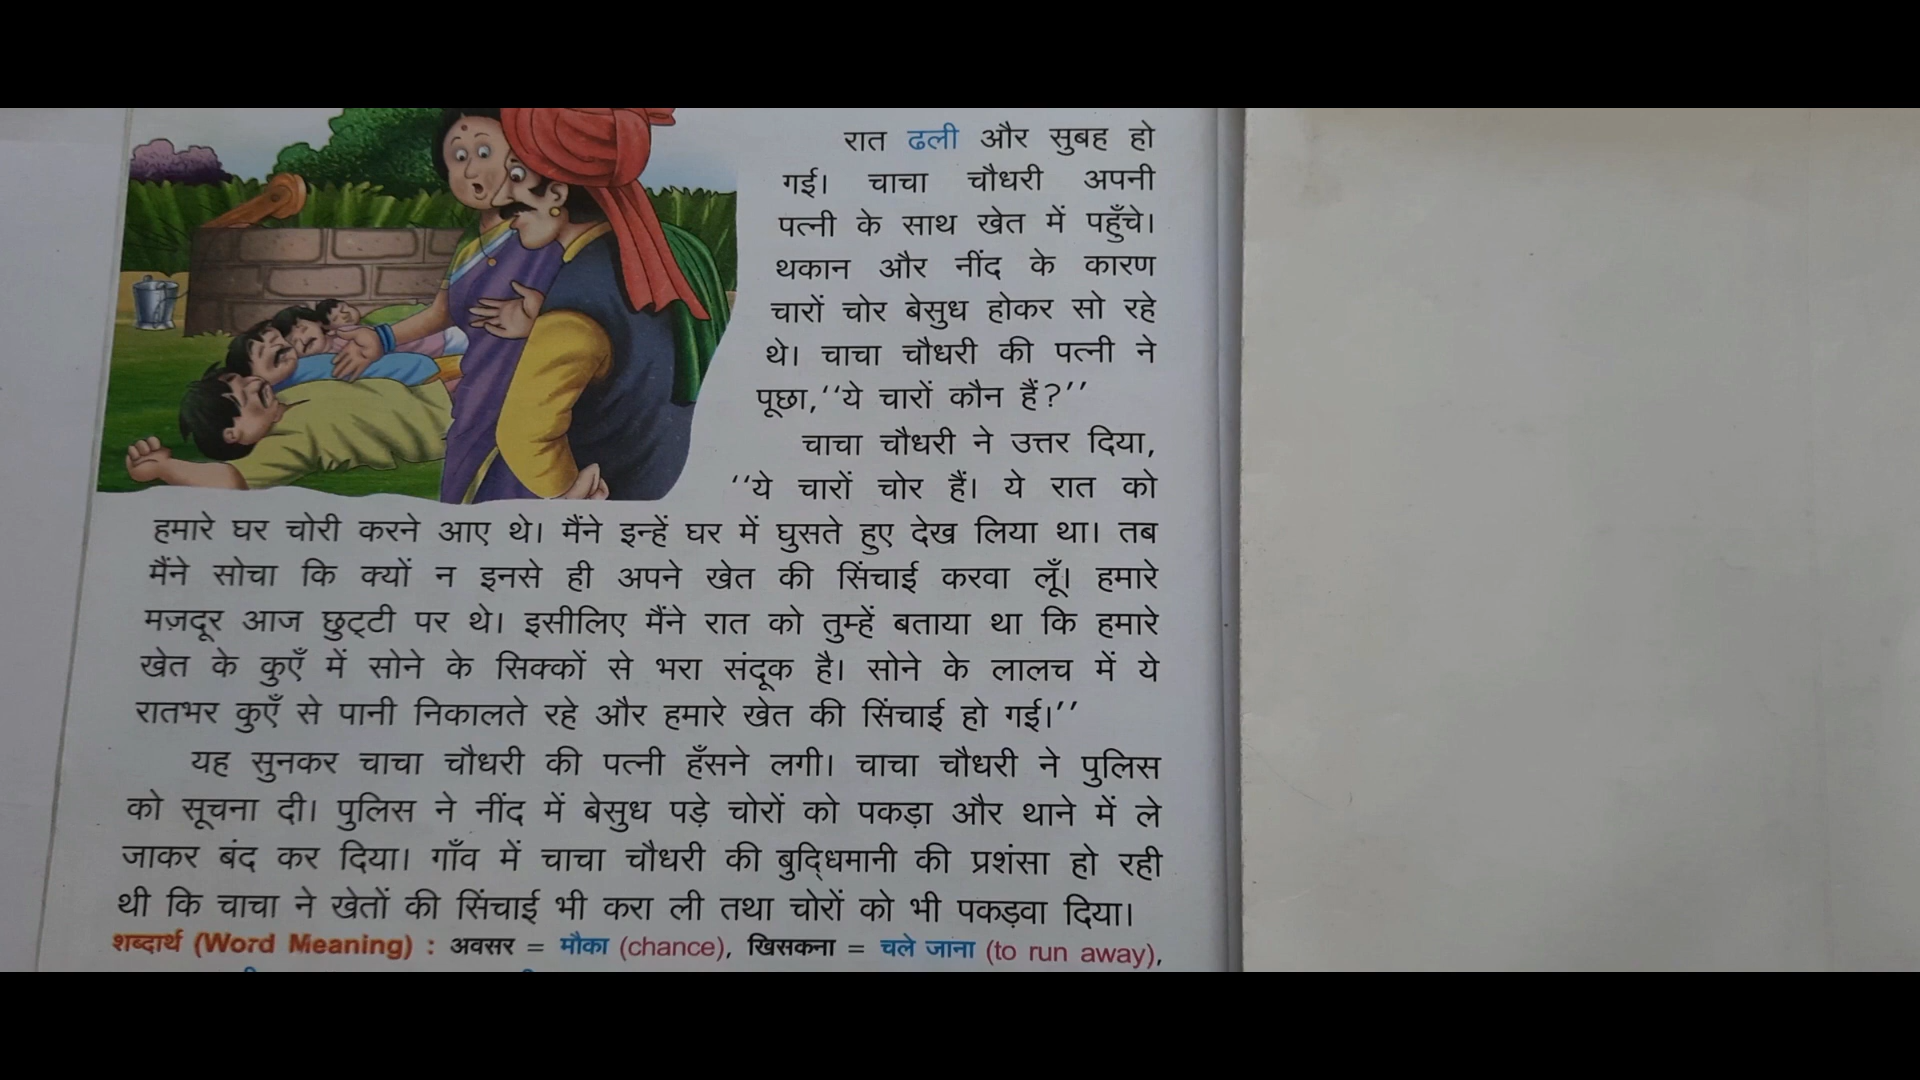 रात ढली और सुबह हो
गई। चाचा चौधरी अपनी
पत्नी के साथ खेत में पहुँचे।
थकान और नींद के कारण
चारों चोर बेसुध होकर सो रहे
थे। चाचा चौधरी की पत्नी ने
पूछा,‘‘ये चारों कौन हैं?’’
चाचा चौधरी ने उत्तर दिया,
‘‘ये चारों चोर हैं। ये रात को
हमारे घर चोरी करने आए थे। मैंने इन्हें घर में घुसते हुए देख लिया था। तब
मैंने सोचा कि क्यों न इनसे ही अपने खेत की सिंचाई करवा लूँ। हमारे
मज़दूर आज छुट्टी पर थे। इसीलिए मैंने रात को तुम्हें बताया था कि हमारे
खेत के कुएँ में सोने के सिक्कों से भरा संदूक है। सोने के लालच में ये
रातभर कुएँ से पानी निकालते रहे और हमारे खेत की सिंचाई हो गई।’’
यह सुनकर चाचा चौधरी की पत्नी हँसने लगी। चाचा चौधरी ने पुलिस
को सूचना दी। पुलिस ने नींद में बेसुध पड़े चोरों को पकड़ा और थाने में ले
जाकर बंद कर दिया। गाँव में चाचा चौधरी की बुद्धिमानी की प्रशंसा हो रही
थी कि चाचा ने खेतों की सिंचाई भी करा ली तथा चोरों को भी पकड़वा दिया।
शब्दार्थ (Word Meaning) : अवसर = मौका (chance), खिसकना = चले जाना (to run away),